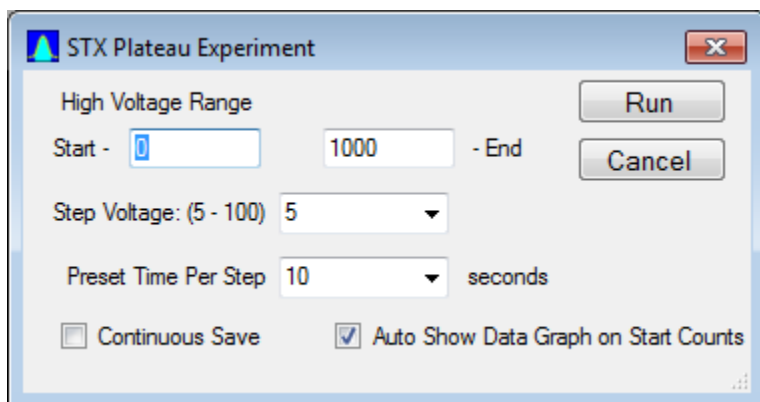 STX Plateau Experiment
High Voltage Range
Run
Start - 0 1000 - End
Cancel
Step Voltage: (5 - 100) 5
Preset Time Per Step 10 seconds
Continuous Save Auto Show Data Graph on Start Counts